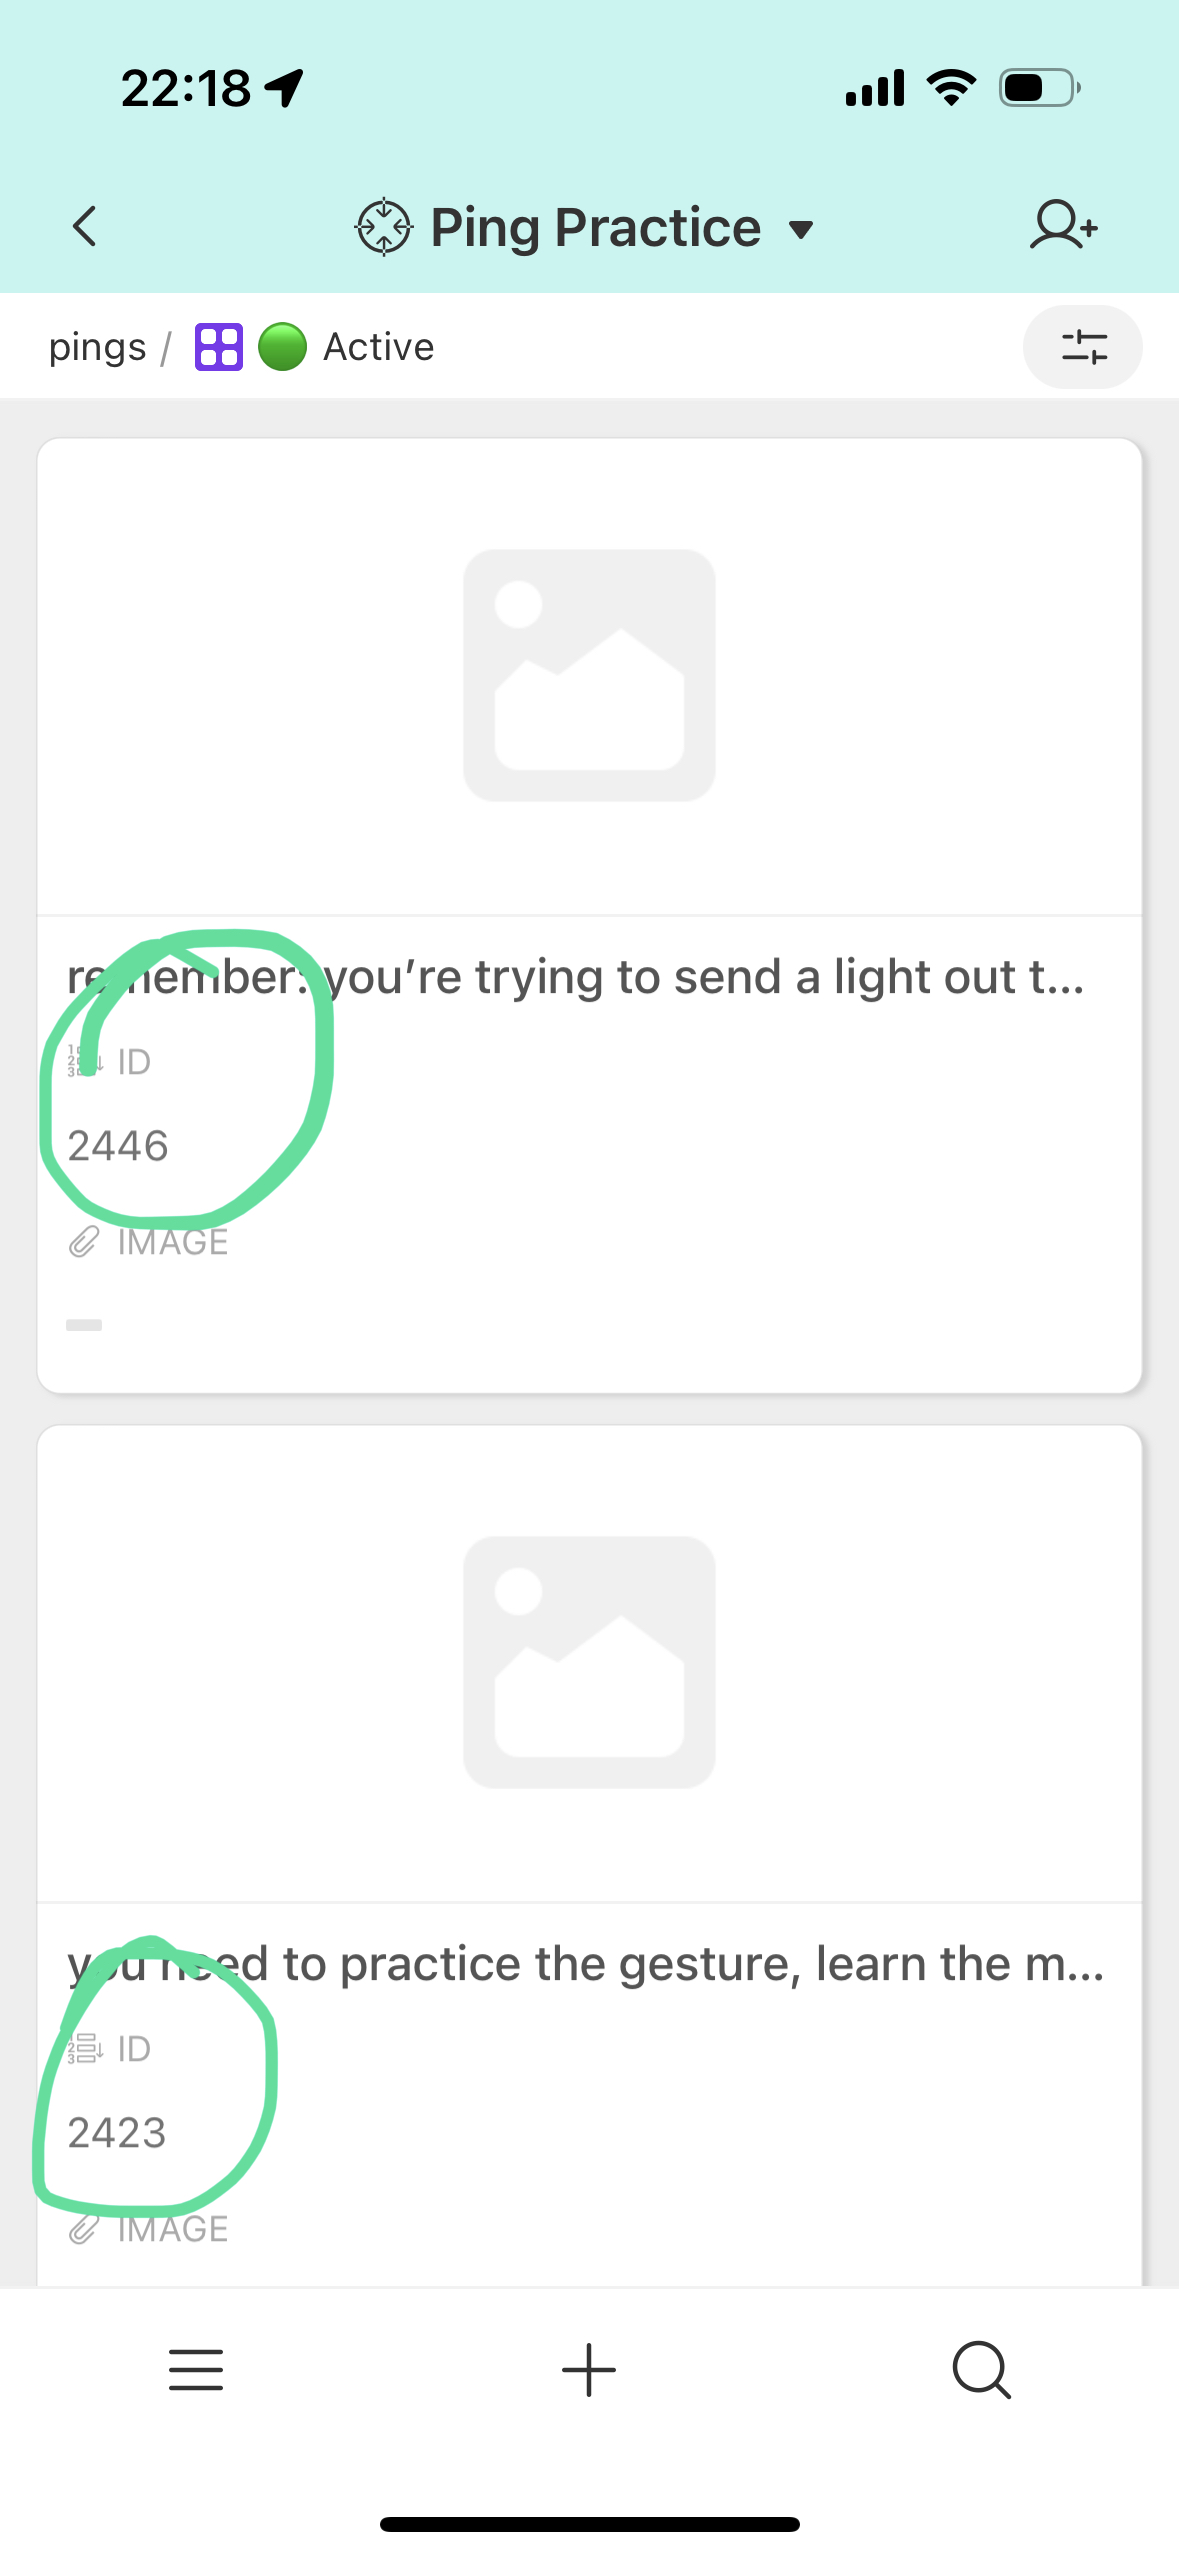 22:18
Ping Practice
pings / Active
remember: you’re trying to send a light out t...
ID
2446
IMAGE
you need to practice the gesture, learn the m...
ID
2423
IMAGE